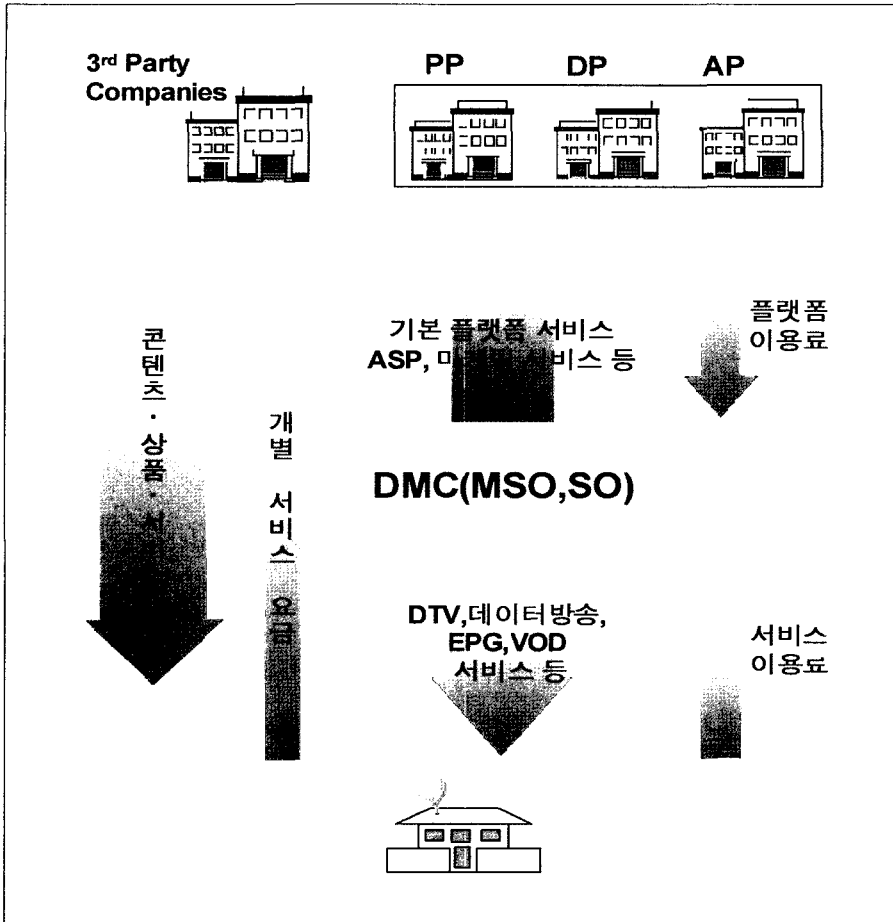 3rd Party
Companies
PP
DP
AP
기본 플랫폼 서비스
ASP, 서비스 등
플랫폼
이용료
콘텐츠 · 상품 ·
개별 서비스 요금
DMC(MSO,SO)
DTV,데이터방송,
EPG,VOD
서비스 등
서비스
이용료